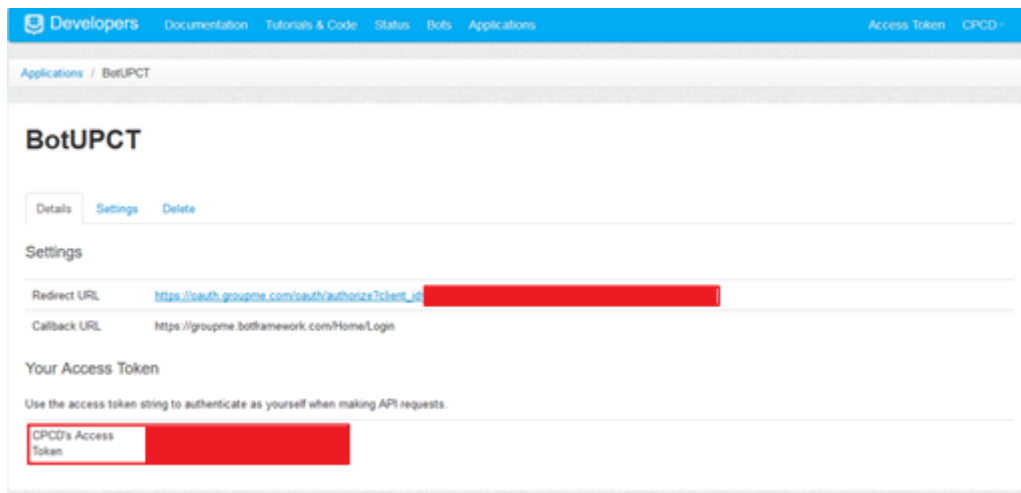 Developers Documentation Tutorials & Code Status Bots Applications Access Token CPCD
Applications / BotUPCT
BotUPCT
Details Settings Delete
Settings
Redirect URL https://oauth.groupme.com/oauth/authorize?client_id
Callback URL https://groupme.botframework.com/Home/Login
Your Access Token
Use the access token string to authenticate as yourself when making API requests.
CPCD's Access
Token